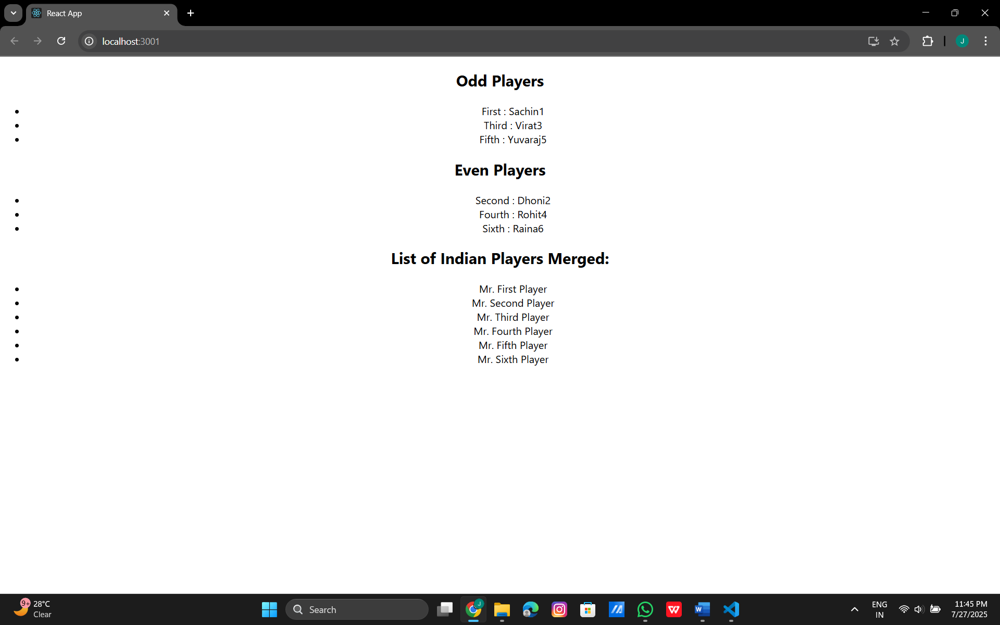 React App
localhost:3001
J
Odd Players
First : Sachin1
Third : Virat3
Fifth : Yuvaraj5
Even Players
Second : Dhoni2
Fourth : Rohit4
Sixth : Raina6
List of Indian Players Merged:
Mr. First Player
Mr. Second Player
Mr. Third Player
Mr. Fourth Player
Mr. Fifth Player
Mr. Sixth Player
9+
28°C
Clear
Search
J
W
ENG
IN
11:45 PM
7/27/2025